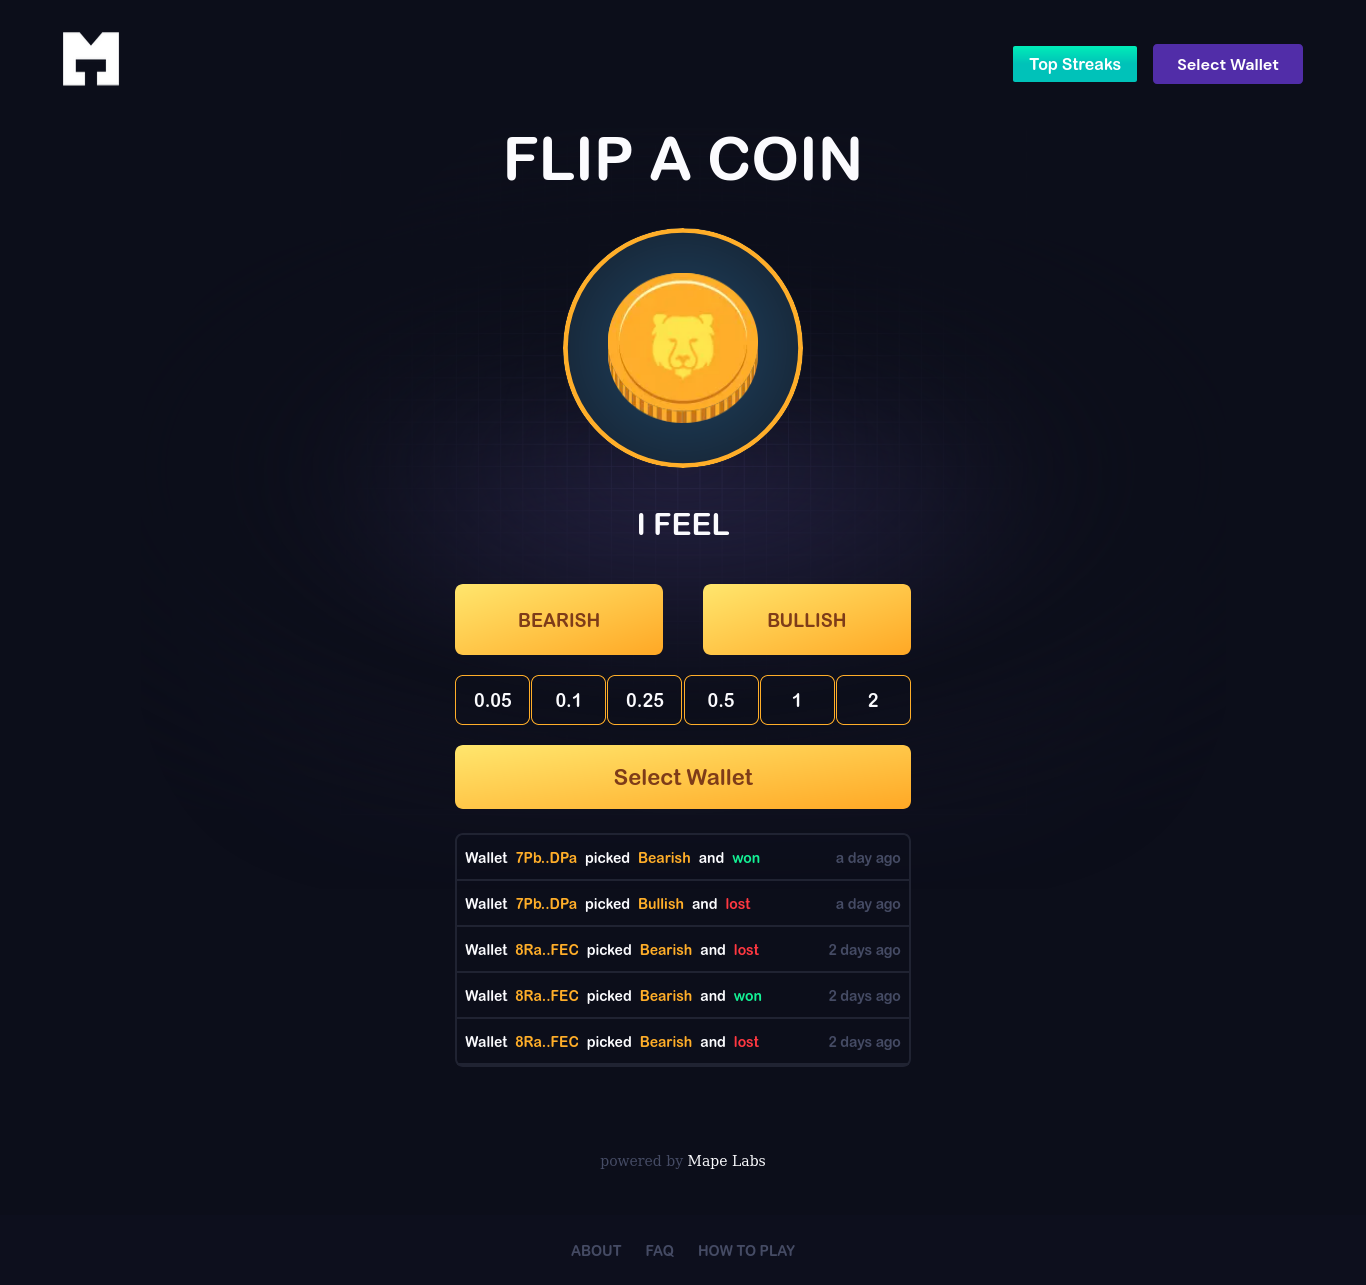 Top Streaks
Select Wallet
FLIP A COIN
I FEEL
BEARISH
BULLISH
0.05 0.1 0.25 0.5 1 2
Select Wallet
Wallet 7Pb..DPa picked Bearish and won a day ago
Wallet 7Pb..DPa picked Bullish and lost a day ago
Wallet 8Ra..FEC picked Bearish and lost 2 days ago
Wallet 8Ra..FEC picked Bearish and won 2 days ago
Wallet 8Ra..FEC picked Bearish and lost 2 days ago
powered by Mape Labs
ABOUT FAQ HOW TO PLAY